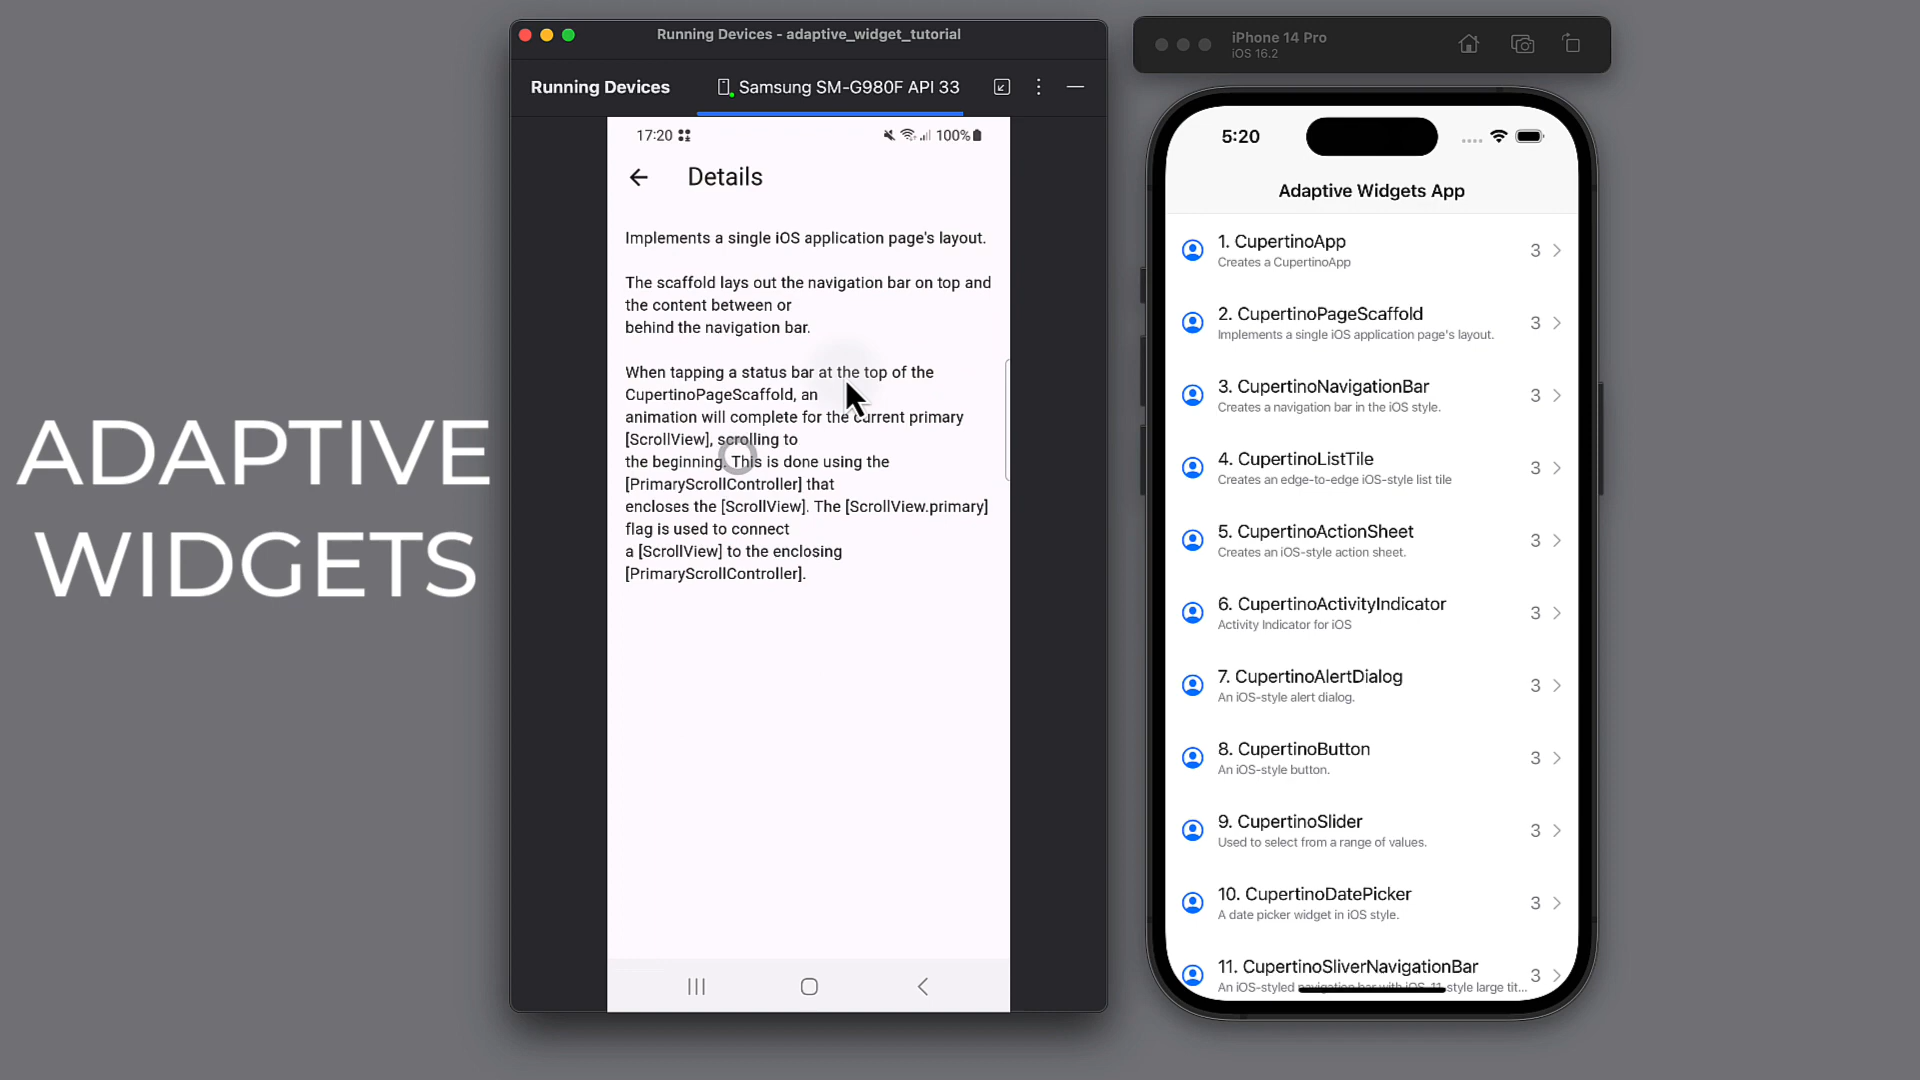 ADAPTIVE
WIDGETS
Running Devices - adaptive_widget_tutorial
Running Devices
Samsung SM-G980F API 33
17:20
100%
Details
Implements a single iOS application page's layout.
The scaffold lays out the navigation bar on top and
the content between or
behind the navigation bar.
When tapping a status bar at the top of the
CupertinoPageScaffold, an
animation will complete for the current primary
[ScrollView], scrolling to
the beginning. This is done using the
[PrimaryScrollController] that
encloses the [ScrollView]. The [ScrollView.primary]
flag is used to connect
a [ScrollView] to the enclosing
[PrimaryScrollController].
iPhone 14 Pro
iOS 16.2
5:20
Adaptive Widgets App
1. CupertinoApp
Creates a CupertinoApp
3
2. CupertinoPageScaffold
Implements a single iOS application page's layout.
3
3. CupertinoNavigationBar
Creates a navigation bar in the iOS style.
3
4. CupertinoListTile
Creates an edge-to-edge iOS-style list tile
3
5. CupertinoActionSheet
Creates an iOS-style action sheet.
3
6. CupertinoActivityIndicator
Activity Indicator for iOS
3
7. CupertinoAlertDialog
An iOS-style alert dialog.
3
8. CupertinoButton
An iOS-style button.
3
9. CupertinoSlider
Used to select from a range of values.
3
10. CupertinoDatePicker
A date picker widget in iOS style.
3
11. CupertinoSliverNavigationBar
An iOS-styled navigation bar with iOS-11-style large tit...
3